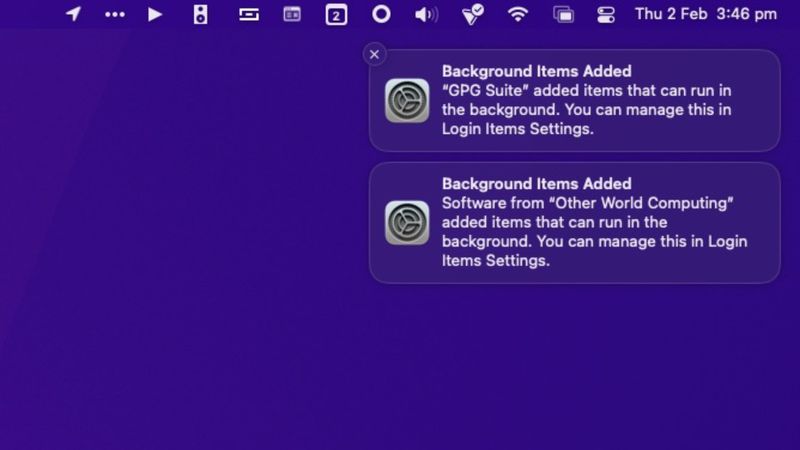 2
Thu 2 Feb 3:46 pm
Background Items Added
“GPG Suite” added items that can run in
the background. You can manage this in
Login Items Settings.
Background Items Added
Software from “Other World Computing”
added items that can run in the
background. You can manage this in Login
Items Settings.